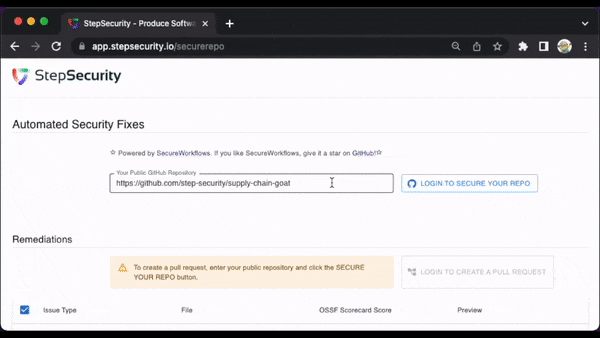 StepSecurity - Produce Softwa
app.stepsecurity.io/securerepo
StepSecurity
Automated Security Fixes
☆ Powered by SecureWorkflows. If you like SecureWorkflows, give it a star on GitHub!☆
Your Public GitHub Repository
https://github.com/step-security/supply-chain-goat
LOGIN TO SECURE YOUR REPO
Remediations
To create a pull request, enter your public repository and click the SECURE
YOUR REPO button.
LOGIN TO CREATE A PULL REQUEST
Issue Type File OSSF Scorecard Score Preview